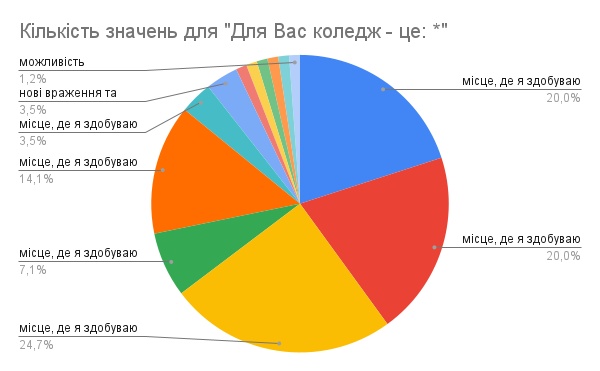 Кількість значень для "Для Вас коледж - це: *"
можливість
1,2%
нові враження та
3,5%
місце, де я здобуваю
3,5%
місце, де я здобуваю
14,1%
місце, де я здобуваю
7,1%
місце, де я здобуваю
24,7%
місце, де я здобуваю
20,0%
місце, де я здобуваю
20,0%